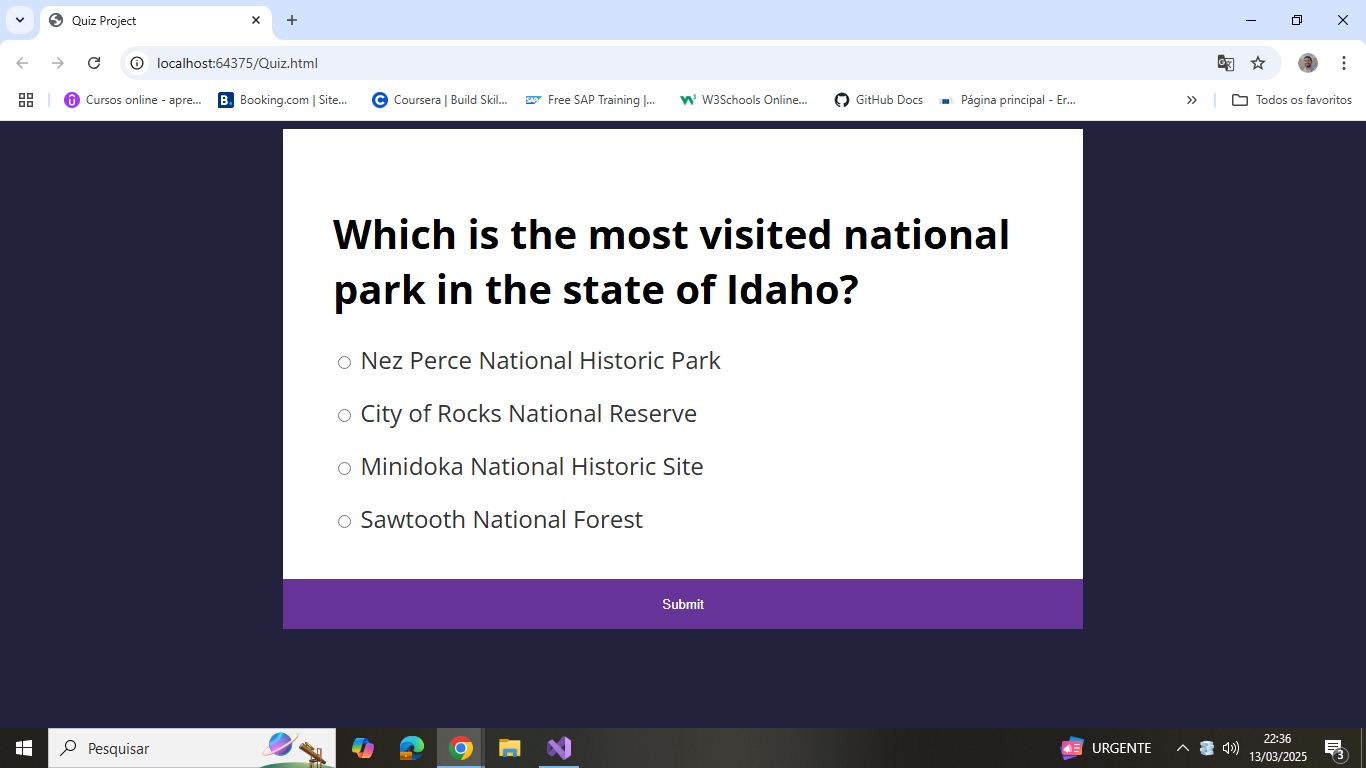 Quiz Project
localhost:64375/Quiz.html
Cursos online - apre...
Booking.com | Site...
Coursera | Build Skil...
Free SAP Training |...
W3Schools Online...
GitHub Docs
Página principal - Er...
Todos os favoritos
Which is the most visited national
park in the state of Idaho?
Nez Perce National Historic Park
City of Rocks National Reserve
Minidoka National Historic Site
Sawtooth National Forest
Submit
Pesquisar
URGENTE
22:36
13/03/2025
3